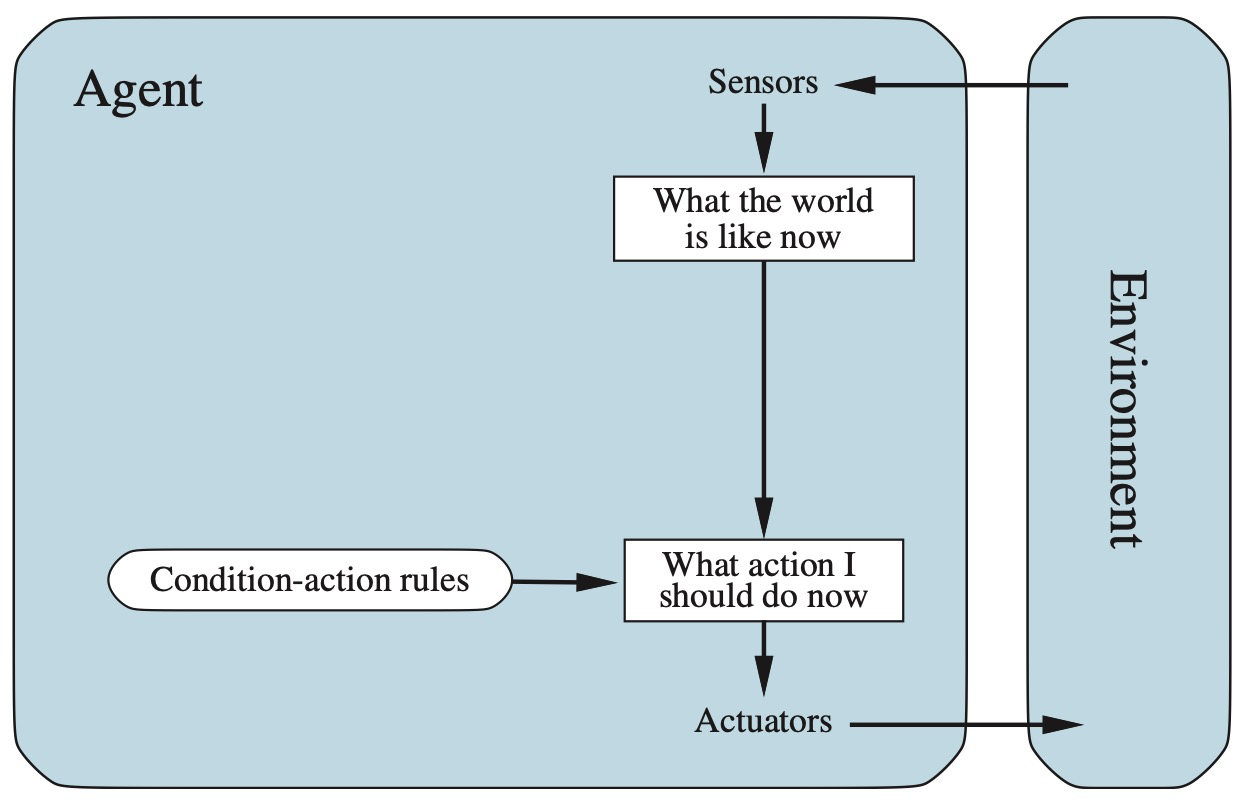 Agent
Sensors
What the world
is like now
Environment
Condition-action rules
What action I
should do now
Actuators